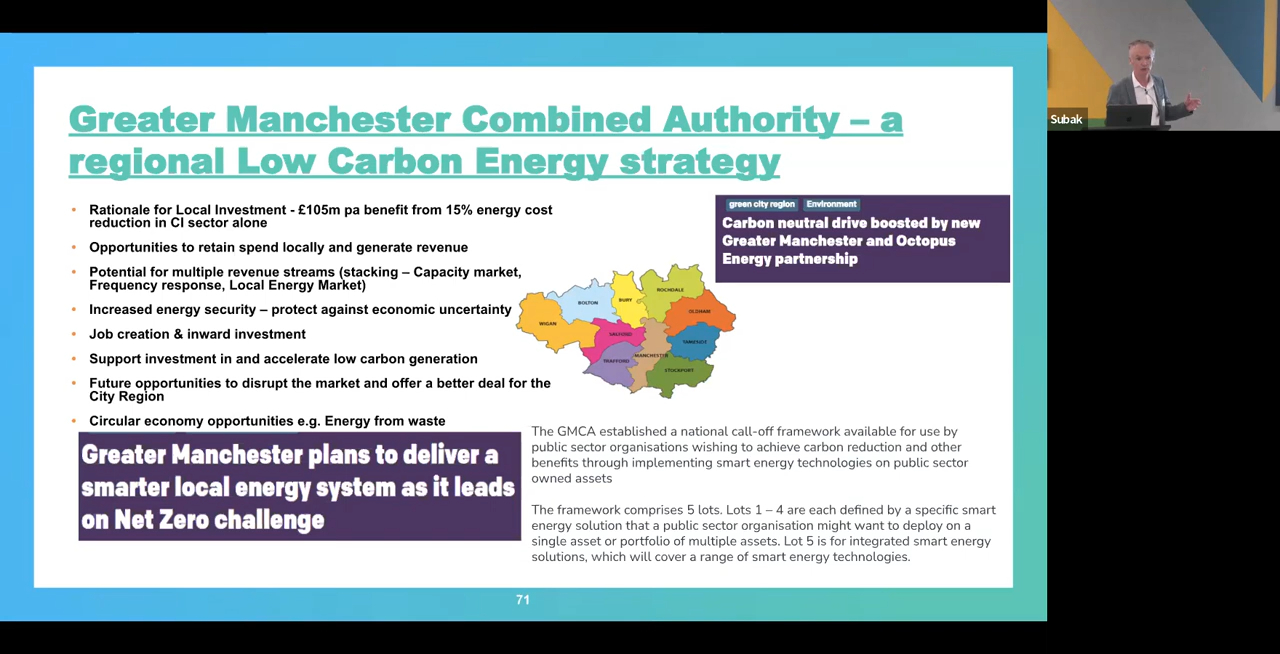 Greater Manchester Combined Authority – a
regional Low Carbon Energy strategy
• Rationale for Local Investment - £105m pa benefit from 15% energy cost
reduction in CI sector alone
• Opportunities to retain spend locally and generate revenue
• Potential for multiple revenue streams (stacking – Capacity market,
Frequency response, Local Energy Market)
• Increased energy security – protect against economic uncertainty
• Job creation & inward investment
• Support investment in and accelerate low carbon generation
• Future opportunities to disrupt the market and offer a better deal for the
City Region
• Circular economy opportunities e.g. Energy from waste
Greater Manchester plans to deliver a
smarter local energy system as it leads
on Net Zero challenge
green city region Environment
Carbon neutral drive boosted by new
Greater Manchester and Octopus
Energy partnership
WIGAN
BOLTON
BURY
ROCHDALE
OLDHAM
SALFORD
TAMESIDE
TRAFFORD
MANCHESTER
STOCKPORT
The GMCA established a national call-off framework available for use by
public sector organisations wishing to achieve carbon reduction and other
benefits through implementing smart energy technologies on public sector
owned assets
The framework comprises 5 lots. Lots 1 – 4 are each defined by a specific smart
energy solution that a public sector organisation might want to deploy on a
single asset or portfolio of multiple assets. Lot 5 is for integrated smart energy
solutions, which will cover a range of smart energy technologies.
71
Subak